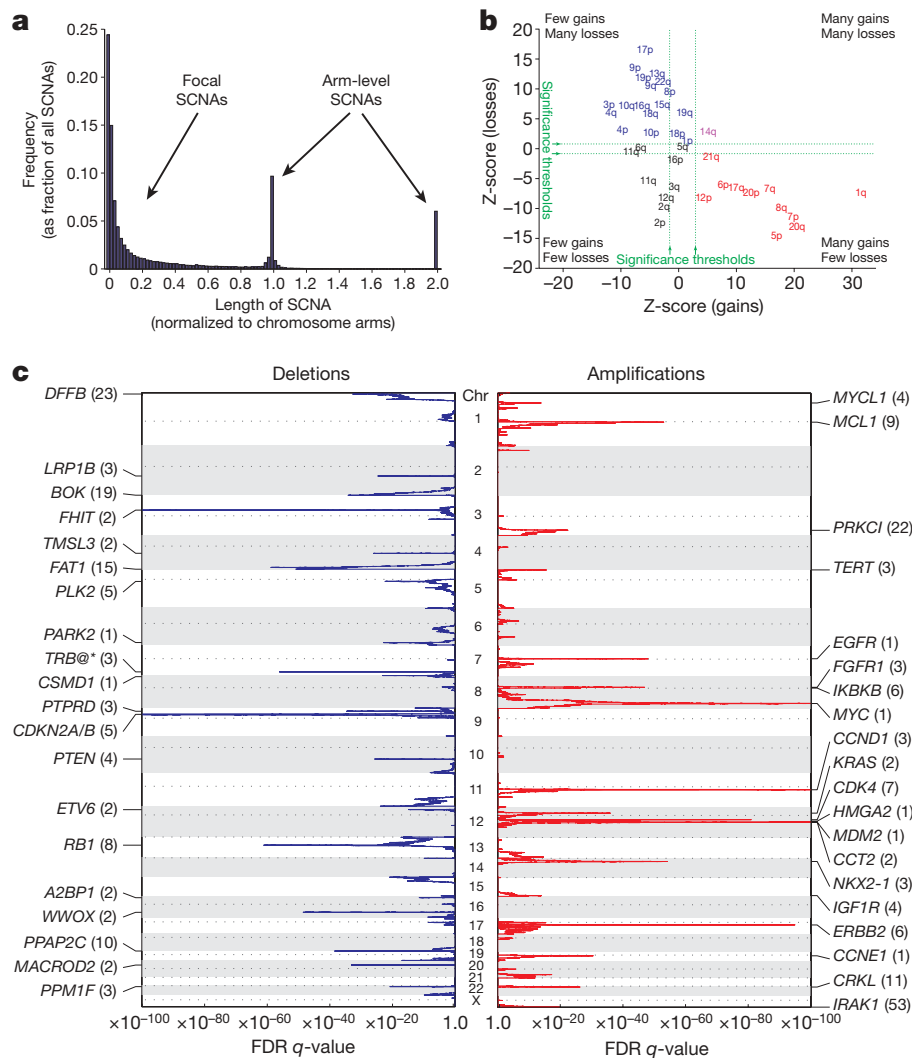 a
Frequency
(as fraction of all SCNAs)
0.25
0.20
0.15
0.10
0.05
0
Focal
SCNAs
Arm-level
SCNAs
0 0.2 0.4 0.6 0.8 1.0 1.2 1.4 1.6 1.8 2.0
Length of SCNA
(normalized to chromosome arms)
b
Few gains
Many losses
Many gains
Many losses
Z-score (losses)
20
15
10
5
0
−5
−10
−15
−20
Significance thresholds
17p
9p
13q
19p
22q
9q
8p
3p
10q
16q
15q
4q
18q
19q
4p
10p
18p
1p
14q
6q
5q
11q
16p
21q
11q
3q
6p
17q
20p
7q
1q
12q
12p
2q
8q
2p
7p
20q
5p
Few gains
Few losses
Significance thresholds
Many gains
Few losses
−20 −10 0 10 20 30
Z-score (gains)
c
Deletions
Chr
Amplifications
DFFB (23)
LRP1B (3)
BOK (19)
FHIT (2)
TMSL3 (2)
FAT1 (15)
PLK2 (5)
PARK2 (1)
TRB@* (3)
CSMD1 (1)
PTPRD (3)
CDKN2A/B (5)
PTEN (4)
ETV6 (2)
RB1 (8)
A2BP1 (2)
WWOX (2)
PPAP2C (10)
MACROD2 (2)
PPM1F (3)
1
2
3
4
5
6
7
8
9
10
11
12
13
14
15
16
17
18
19
20
21
22
X
MYCL1 (4)
MCL1 (9)
PRKCI (22)
TERT (3)
EGFR (1)
FGFR1 (3)
IKBKB (6)
MYC (1)
CCND1 (3)
KRAS (2)
CDK4 (7)
HMGA2 (1)
MDM2 (1)
CCT2 (2)
NKX2-1 (3)
IGF1R (4)
ERBB2 (6)
CCNE1 (1)
CRKL (11)
IRAK1 (53)
×10⁻¹⁰⁰ ×10⁻⁸⁰ ×10⁻⁶⁰ ×10⁻⁴⁰ ×10⁻²⁰ 1.0
FDR q-value
1.0 ×10⁻²⁰ ×10⁻⁴⁰ ×10⁻⁶⁰ ×10⁻⁸⁰ ×10⁻¹⁰⁰
FDR q-value